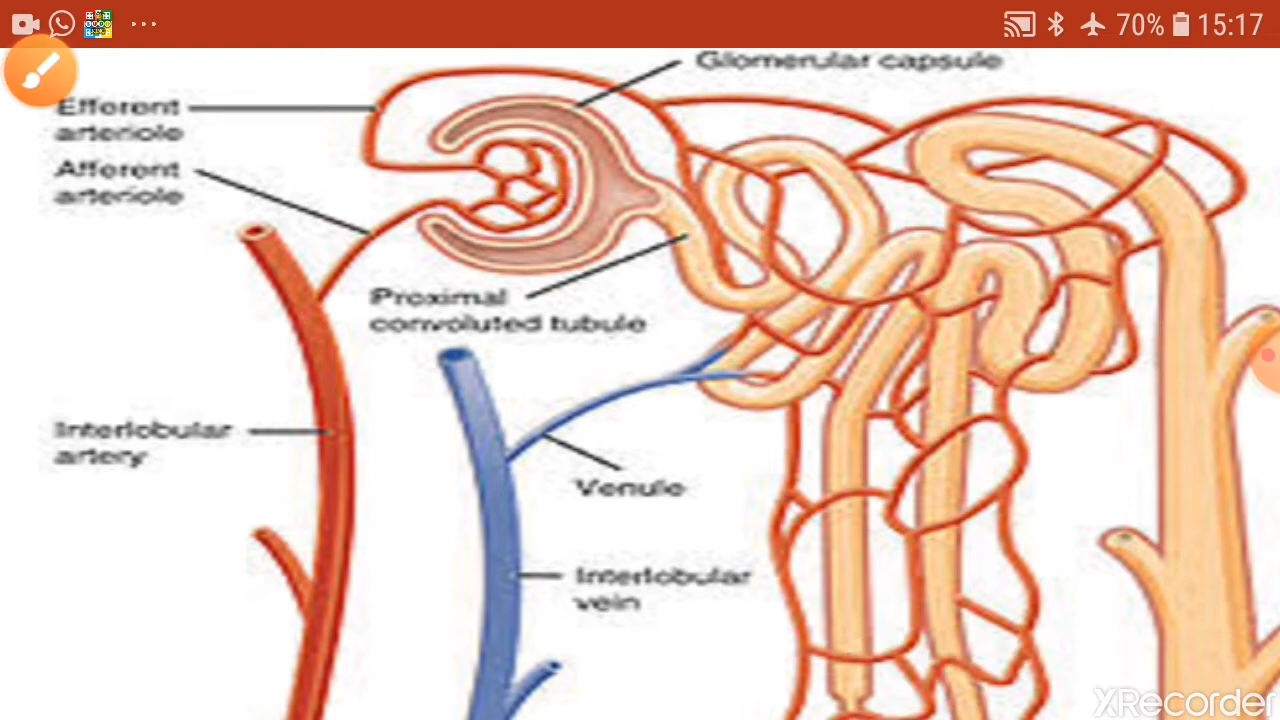 70% 15:17
Glomerular capsule
Efferent
arteriole
Afferent
arteriole
Proximal
convoluted tubule
Interlobular
artery
Venule
Interlobular
vein
XRecorder